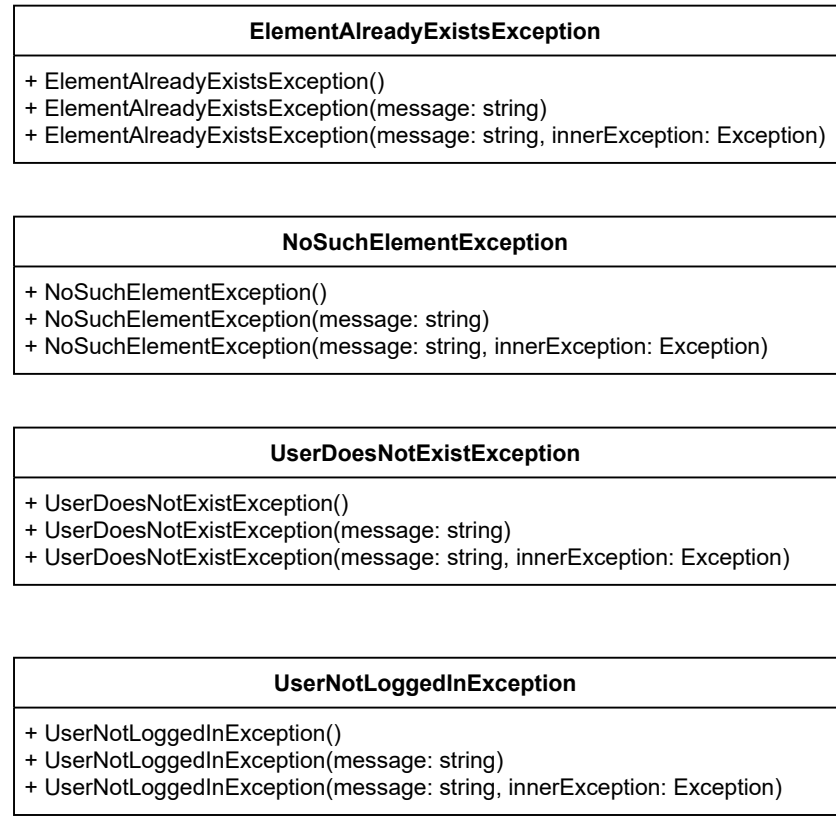 ElementAlreadyExistsException
+ ElementAlreadyExistsException()
+ ElementAlreadyExistsException(message: string)
+ ElementAlreadyExistsException(message: string, innerException: Exception)
NoSuchElementException
+ NoSuchElementException()
+ NoSuchElementException(message: string)
+ NoSuchElementException(message: string, innerException: Exception)
UserDoesNotExistException
+ UserDoesNotExistException()
+ UserDoesNotExistException(message: string)
+ UserDoesNotExistException(message: string, innerException: Exception)
UserNotLoggedInException
+ UserNotLoggedInException()
+ UserNotLoggedInException(message: string)
+ UserNotLoggedInException(message: string, innerException: Exception)